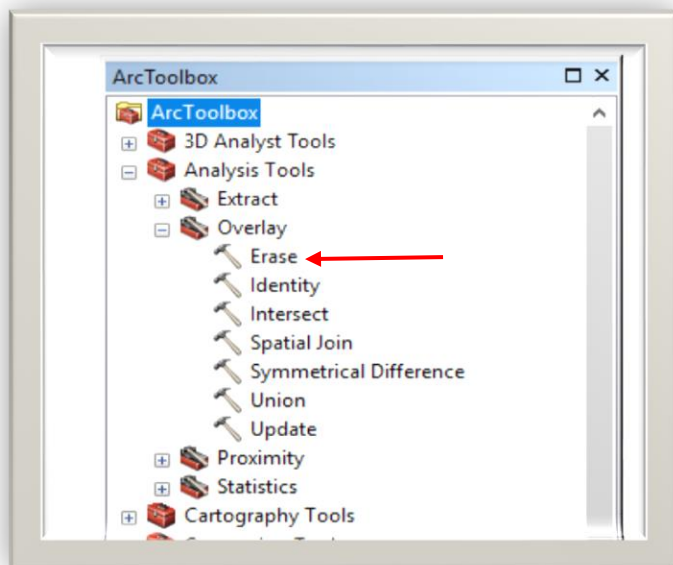 ArcToolbox
ArcToolbox
3D Analyst Tools
Analysis Tools
Extract
Overlay
Erase
Identity
Intersect
Spatial Join
Symmetrical Difference
Union
Update
Proximity
Statistics
Cartography Tools